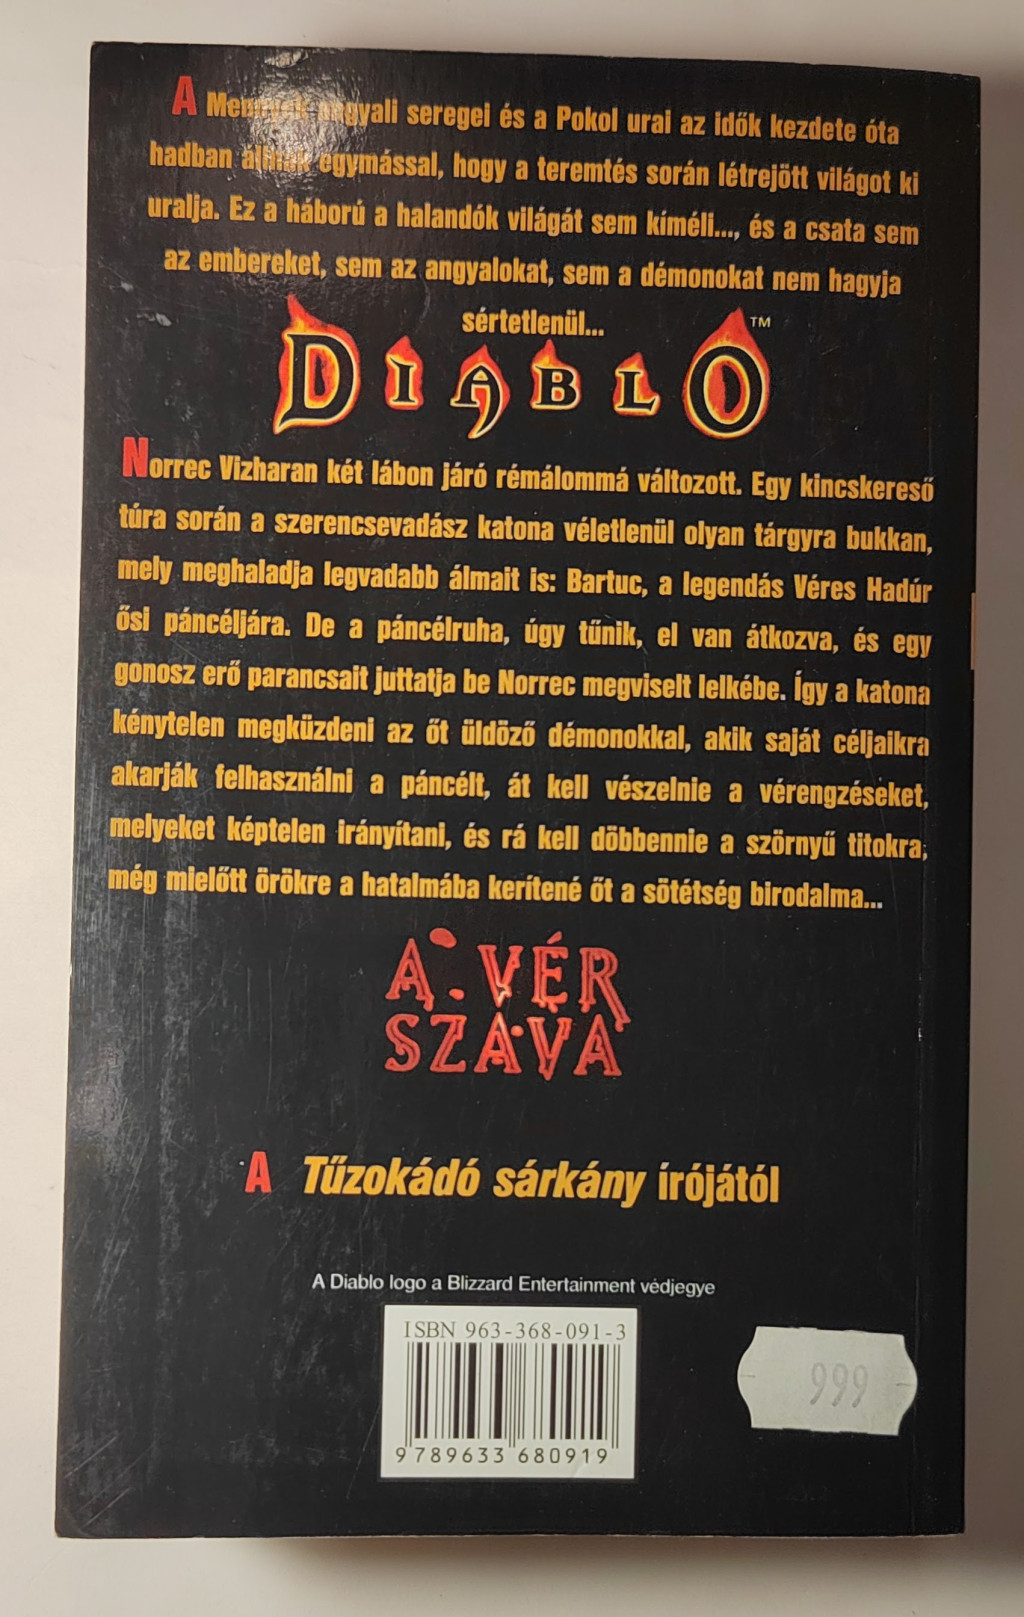 A Mennyek angyali seregei és a Pokol urai az idők kezdete óta
hadban állnak egymással, hogy a teremtés során létrejött világot ki
uralja. Ez a háború a halandók világát sem kíméli..., és a csata sem
az embereket, sem az angyalokat, sem a démonokat nem hagyja
sértetlenül...
DIABLO™
Norrec Vizharan két lábon járó rémálommá változott. Egy kincskereső
túra során a szerencsevadász katona véletlenül olyan tárgyra bukkan,
mely meghaladja legvadabb álmait is: Bartuc, a legendás Véres Hadúr
ősi páncéljára. De a páncélruha, úgy tűnik, el van átkozva, és egy
gonosz erő parancsait juttatja be Norrec megviselt lelkébe. Így a katona
kénytelen megküzdeni az őt üldöző démonokkal, akik saját céljaikra
akarják felhasználni a páncélt, át kell vészelnie a vérengzéseket,
melyeket képtelen irányítani, és rá kell döbbennie a szörnyű titokra,
még mielőtt örökre a hatalmába kerítené őt a sötétség birodalma...
A VÉR
SZAVA
A Tűzokádó sárkány írójától
A Diablo logo a Blizzard Entertainment védjegye
ISBN 963-368-091-3
9 789633 680919
999